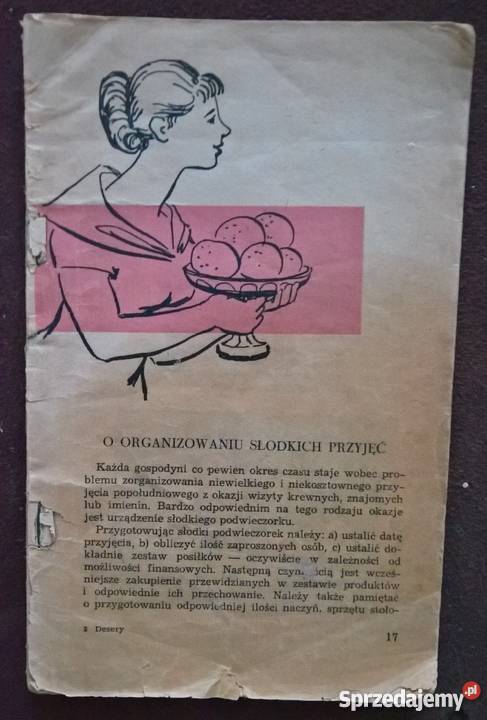 O ORGANIZOWANIU SŁODKICH PRZYJĘĆ
Każda gospodyni co pewien okres czasu staje wobec pro-
blemu zorganizowania niewielkiego i niekosztownego przy-
jęcia popołudniowego z okazji wizyty krewnych, znajomych
lub imienin. Bardzo odpowiednim na tego rodzaju okazje
jest urządzenie słodkiego podwieczorku.
Przygotowując słodki podwieczorek należy: a) ustalić datę
przyjęcia, b) obliczyć ilość zaproszonych osób, c) ustalić do-
kładnie zestaw posiłków — oczywiście w zależności od
możliwości finansowych. Następną czynnością jest wcześ-
niejsze zakupienie przewidzianych w zestawie produktów
i odpowiednie ich przechowanie. Należy także pamiętać
o przygotowaniu odpowiedniej ilości naczyń, sprzętu stoło-
2 Desery
17
Sprzedajemy.pl